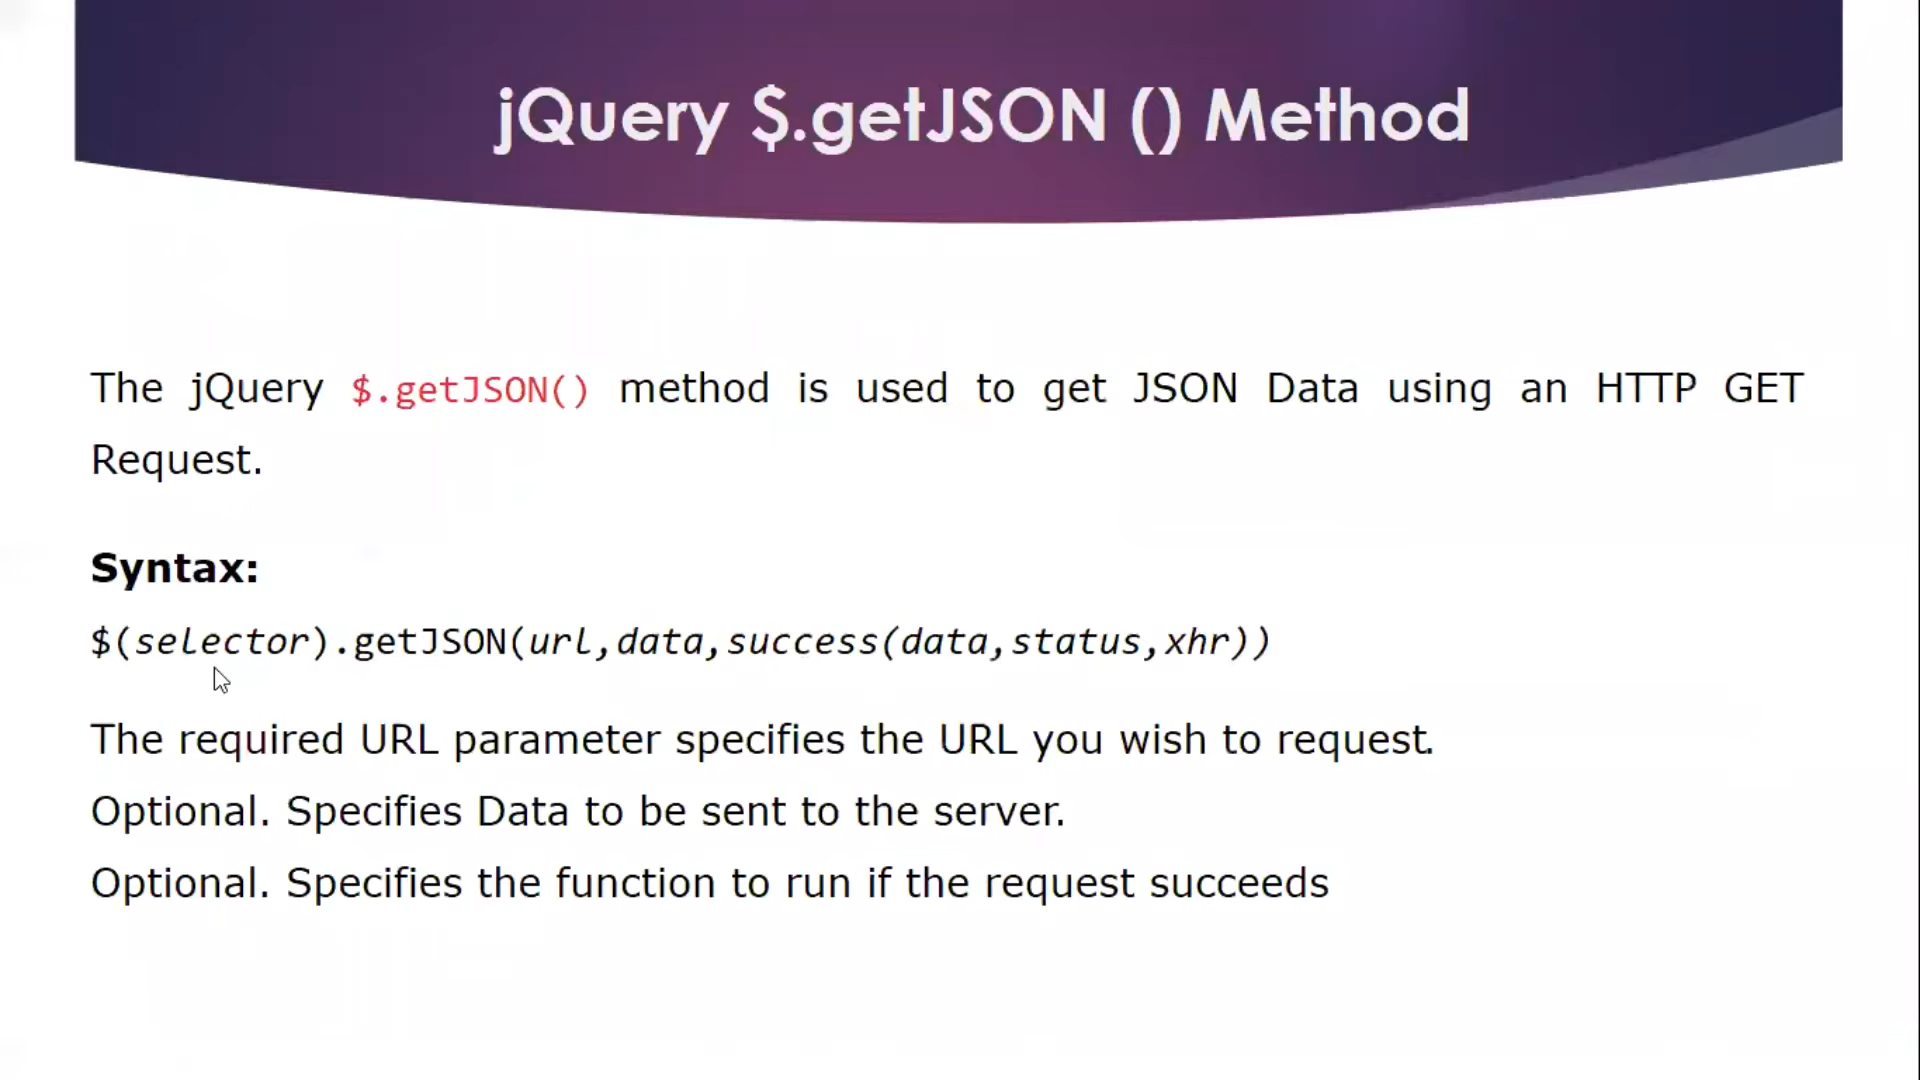 jQuery $.getJSON () Method
The jQuery $.getJSON() method is used to get JSON Data using an HTTP GET
Request.
Syntax:
$(selector).getJSON(url,data,success(data,status,xhr))
The required URL parameter specifies the URL you wish to request.
Optional. Specifies Data to be sent to the server.
Optional. Specifies the function to run if the request succeeds